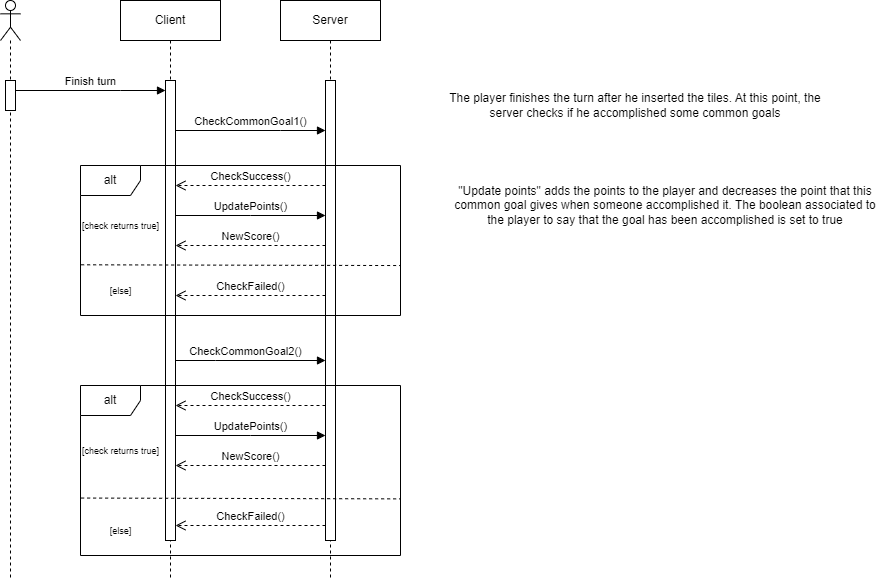 Client
Server
Finish turn
CheckCommonGoal1()
The player finishes the turn after he inserted the tiles. At this point, the
server checks if he accomplished some common goals
alt
CheckSuccess()
"Update points" adds the points to the player and decreases the point that this
common goal gives when someone accomplished it. The boolean associated to
the player to say that the goal has been accomplished is set to true
UpdatePoints()
[check returns true]
NewScore()
[else]
CheckFailed()
CheckCommonGoal2()
alt
CheckSuccess()
UpdatePoints()
[check returns true]
NewScore()
CheckFailed()
[else]